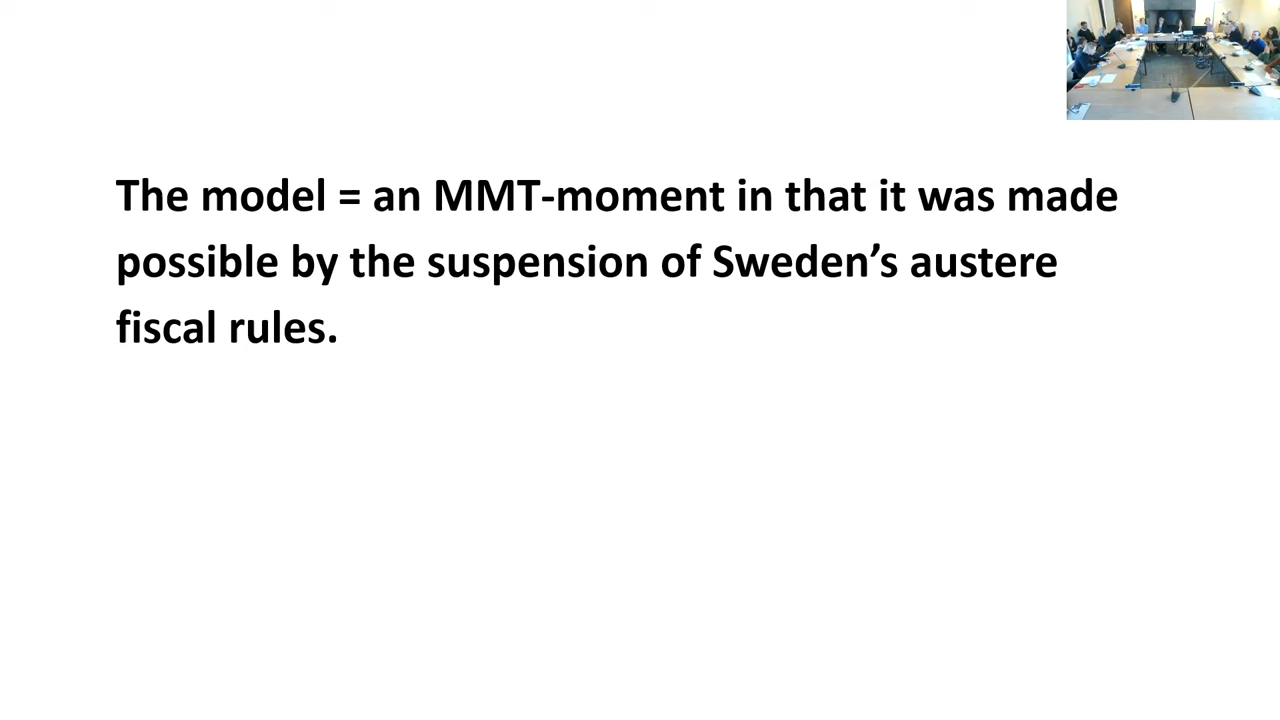 The model = an MMT-moment in that it was made
possible by the suspension of Sweden’s austere
fiscal rules.